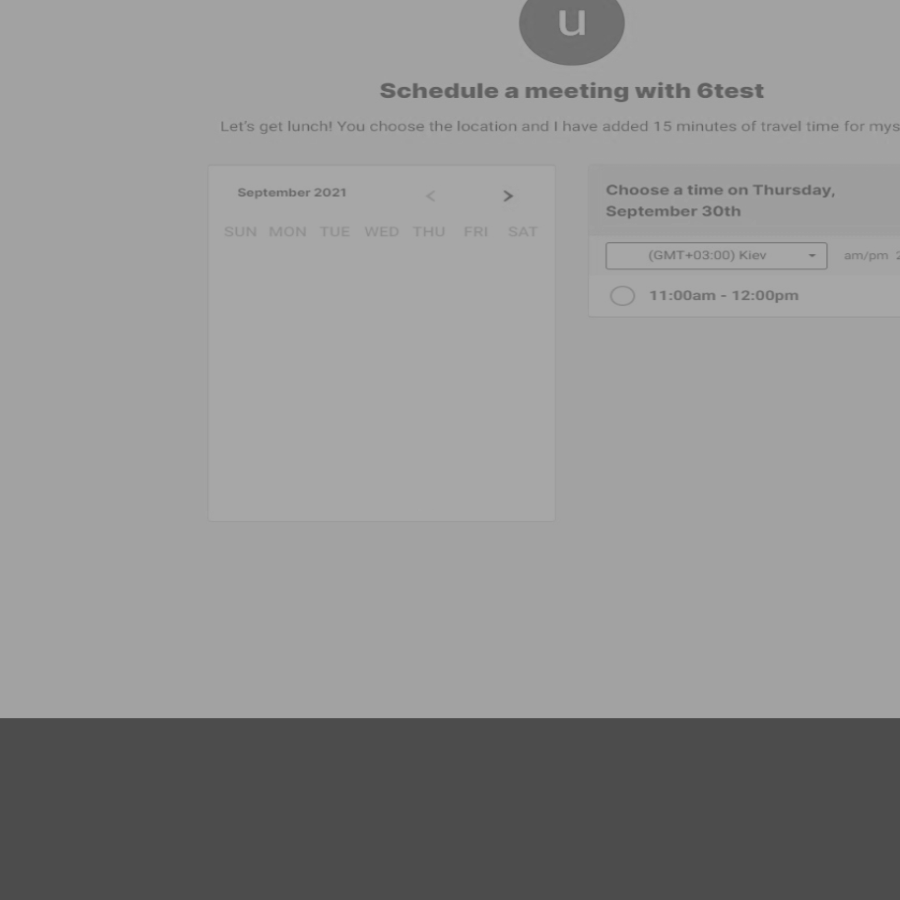 u
Schedule a meeting with 6test
Let's get lunch! You choose the location and I have added 15 minutes of travel time for mys
September 2021 < >
SUN MON TUE WED THU FRI SAT
Choose a time on Thursday,
September 30th
(GMT+03:00) Kiev am/pm 2
11:00am - 12:00pm